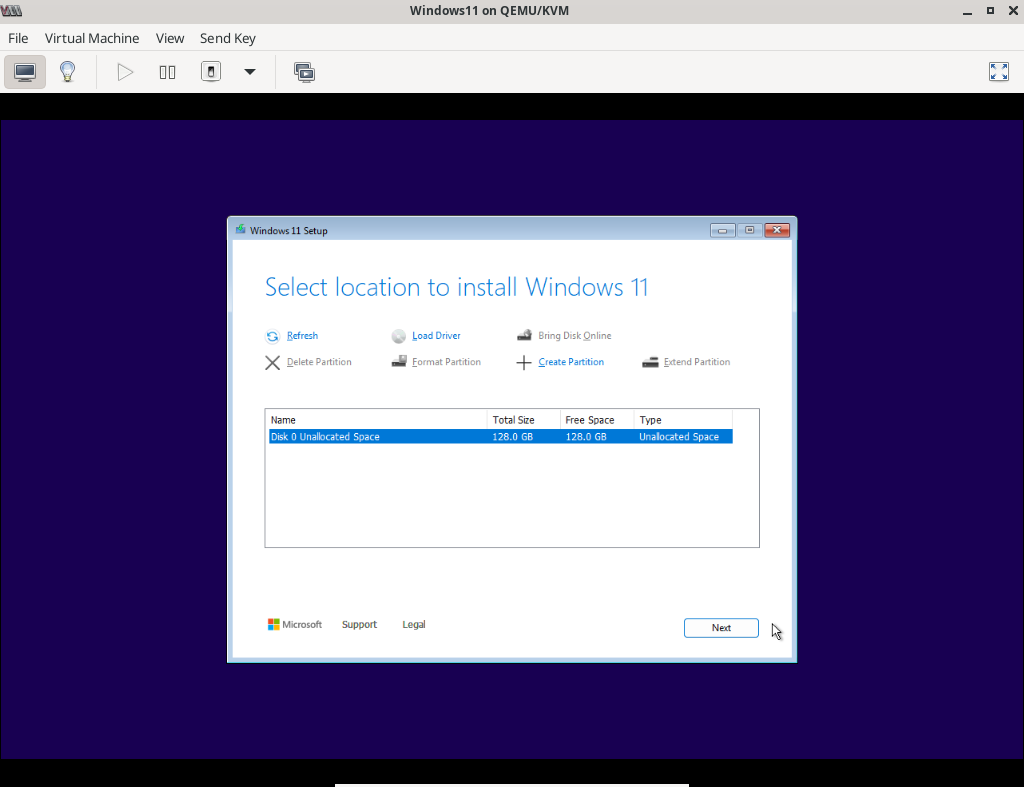 Windows11 on QEMU/KVM
File Virtual Machine View Send Key
Windows 11 Setup
Select location to install Windows 11
Refresh Load Driver Bring Disk Online
Delete Partition Format Partition Create Partition Extend Partition
Name Total Size Free Space Type
Disk 0 Unallocated Space 128.0 GB 128.0 GB Unallocated Space
Microsoft Support Legal Next